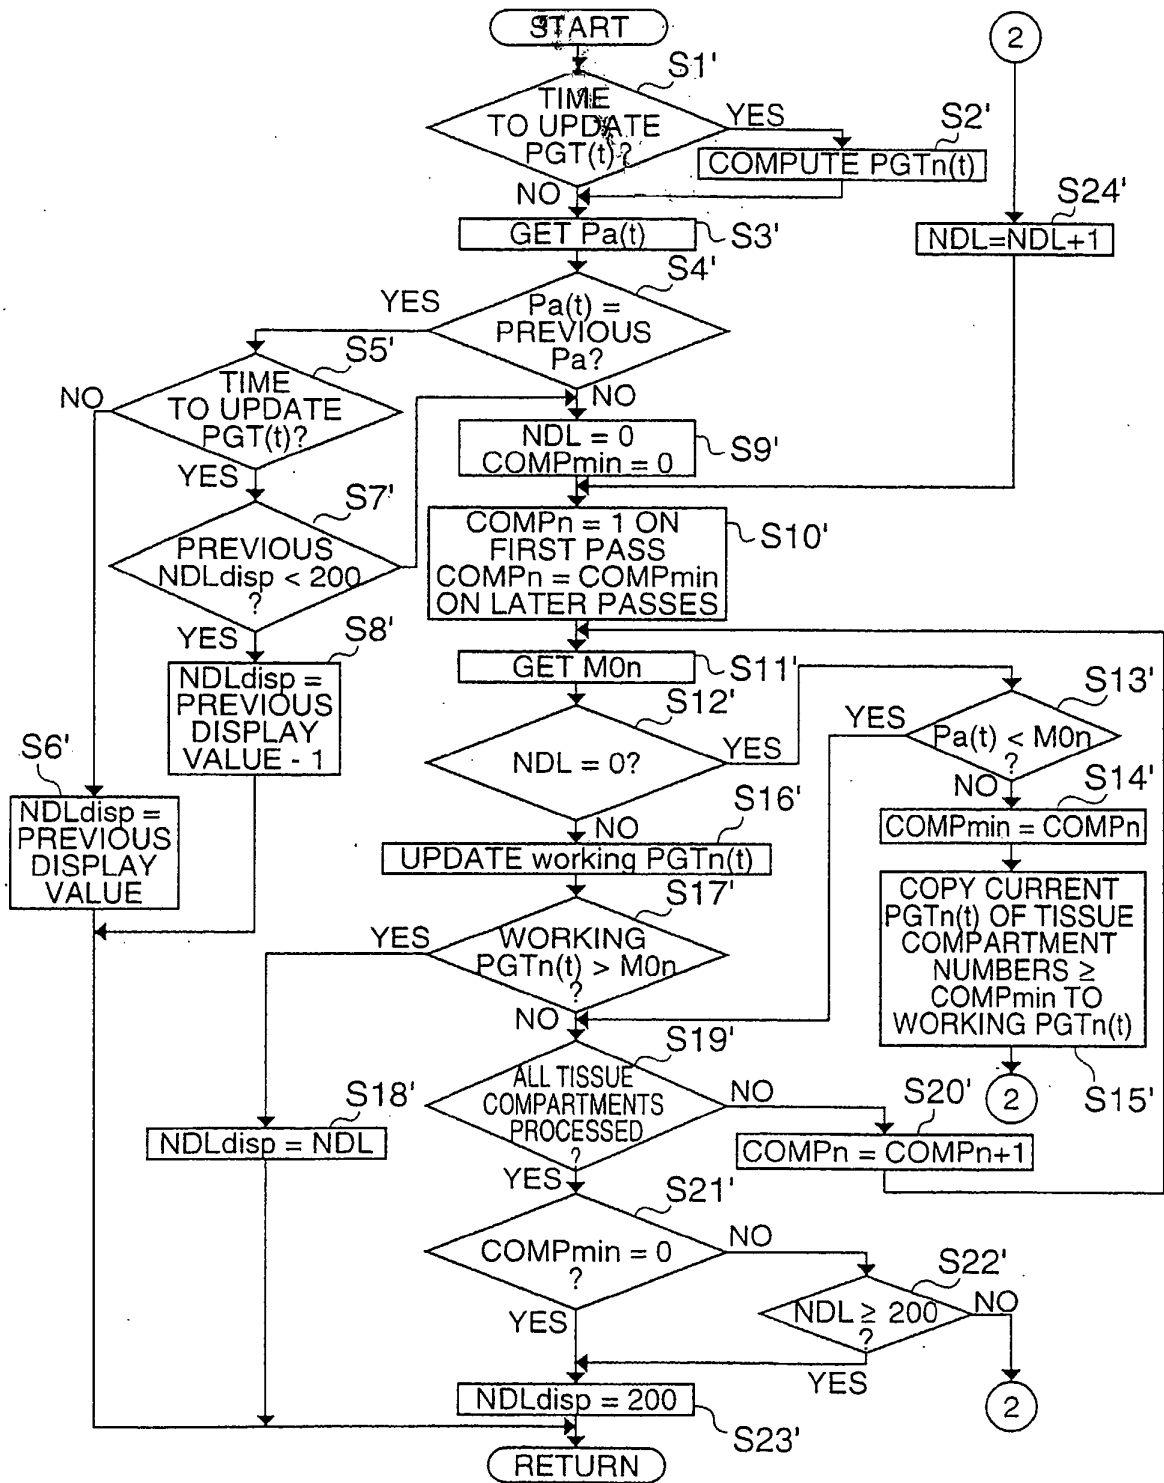 START
2
S1'
TIME
TO UPDATE
PGT(t)?
YES
S2'
COMPUTE PGTn(t)
NO
S24'
NDL=NDL+1
GET Pa(t)
S3'
S4'
YES
Pa(t) =
PREVIOUS
Pa?
NO
S5'
NO
TIME
TO UPDATE
PGT(t)?
YES
NDL = 0
COMPmin = 0
S9'
S7'
PREVIOUS
NDLdisp < 200
?
YES
COMPn = 1 ON
FIRST PASS
COMPn = COMPmin
ON LATER PASSES
S10'
S8'
NDLdisp =
PREVIOUS
DISPLAY
VALUE - 1
GET M0n
S11'
S12'
NDL = 0?
YES
NO
S13'
YES
Pa(t) < M0n
?
NO
S14'
COMPmin = COMPn
S6'
NDLdisp =
PREVIOUS
DISPLAY
VALUE
S16'
UPDATE working PGTn(t)
S17'
YES
WORKING
PGTn(t) > M0n
?
NO
COPY CURRENT
PGTn(t) OF TISSUE
COMPARTMENT
NUMBERS ≥
COMPmin TO
WORKING PGTn(t)
S15'
2
S19'
ALL TISSUE
COMPARTMENTS
PROCESSED
?
NO
YES
S20'
COMPn = COMPn+1
S18'
NDLdisp = NDL
S21'
COMPmin = 0
?
NO
YES
S22'
NDL ≥ 200
?
NO
YES
2
NDLdisp = 200
S23'
RETURN